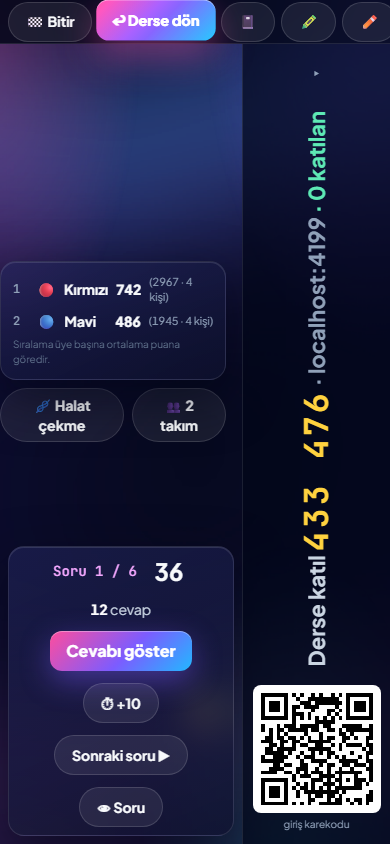 Bitir
Derse dön
1 Kırmızı 742 (2967 · 4 kişi)
2 Mavi 486 (1945 · 4 kişi)
Sıralama üye başına ortalama puana göredir.
Halat çekme
2 takım
Soru 1 / 6 36
12 cevap
Cevabı göster
+10
Sonraki soru
Soru
Derse katıl 433 476 · localhost:4199 · 0 katılan
giriş karekodu